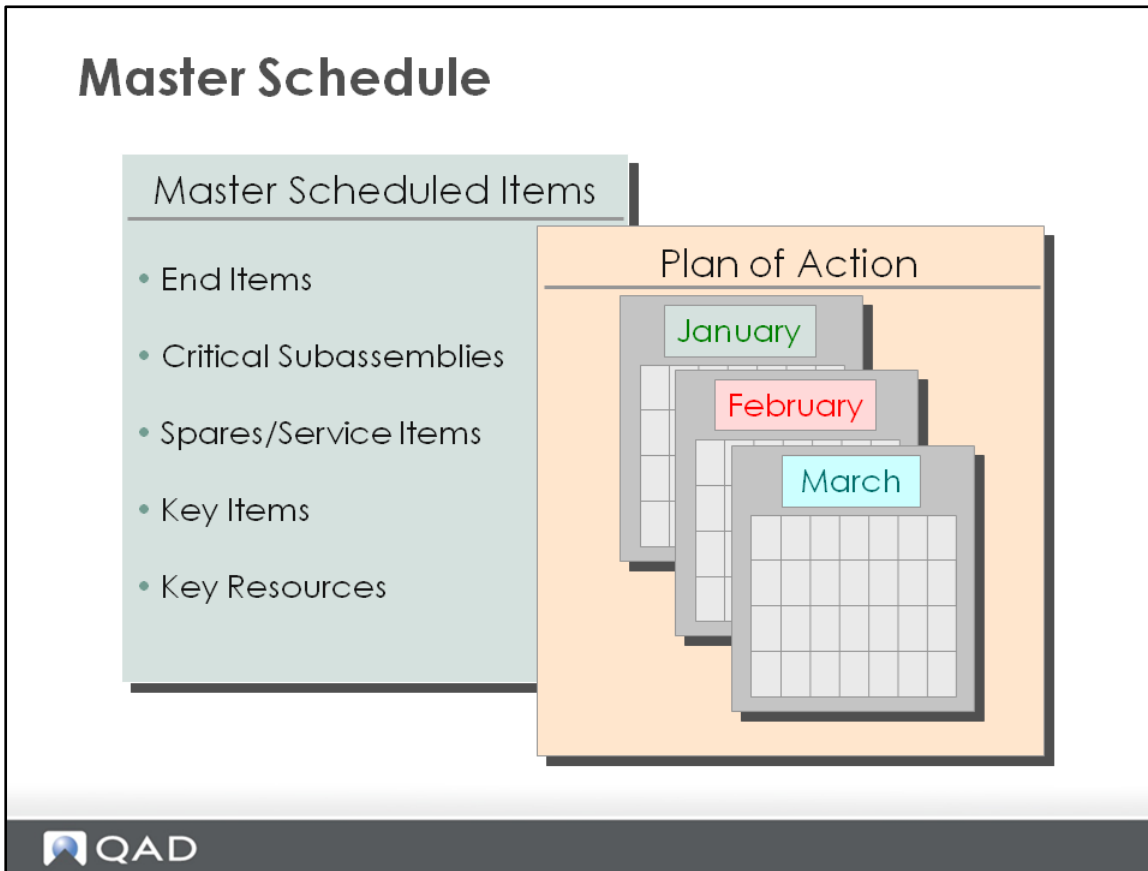 Master Schedule
Master Scheduled Items
• End Items
• Critical Subassemblies
• Spares/Service Items
• Key Items
• Key Resources
Plan of Action
January
February
March
QAD